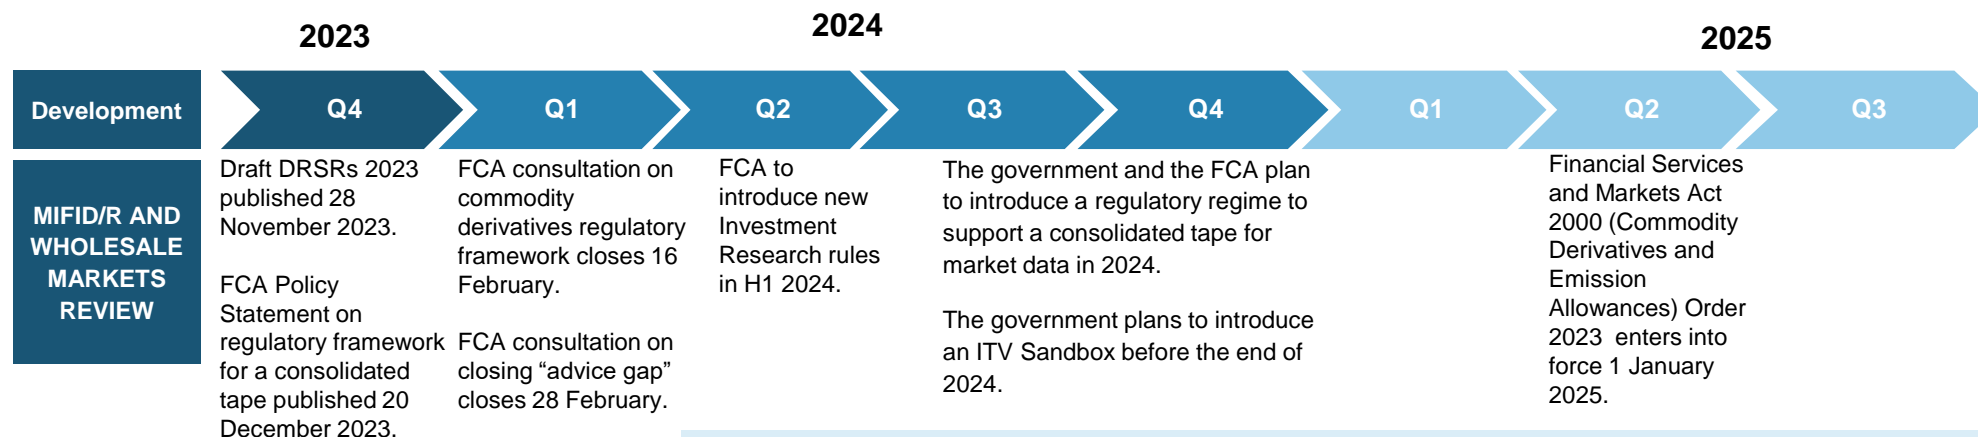 2023
2024
2025
Development
Q4
Q1
Q2
Q3
Q4
Q1
Q2
Q3
MIFID/R AND
WHOLESALE
MARKETS
REVIEW
Draft DRSRs 2023
published 28
November 2023.
FCA Policy
Statement on
regulatory framework
for a consolidated
tape published 20
December 2023.
FCA consultation on
commodity
derivatives regulatory
framework closes 16
February.
FCA consultation on
closing “advice gap”
closes 28 February.
FCA to
introduce new
Investment
Research rules
in H1 2024.
The government and the FCA plan
to introduce a regulatory regime to
support a consolidated tape for
market data in 2024.
The government plans to introduce
an ITV Sandbox before the end of
2024.
Financial Services
and Markets Act
2000 (Commodity
Derivatives and
Emission
Allowances) Order
2023 enters into
force 1 January
2025.